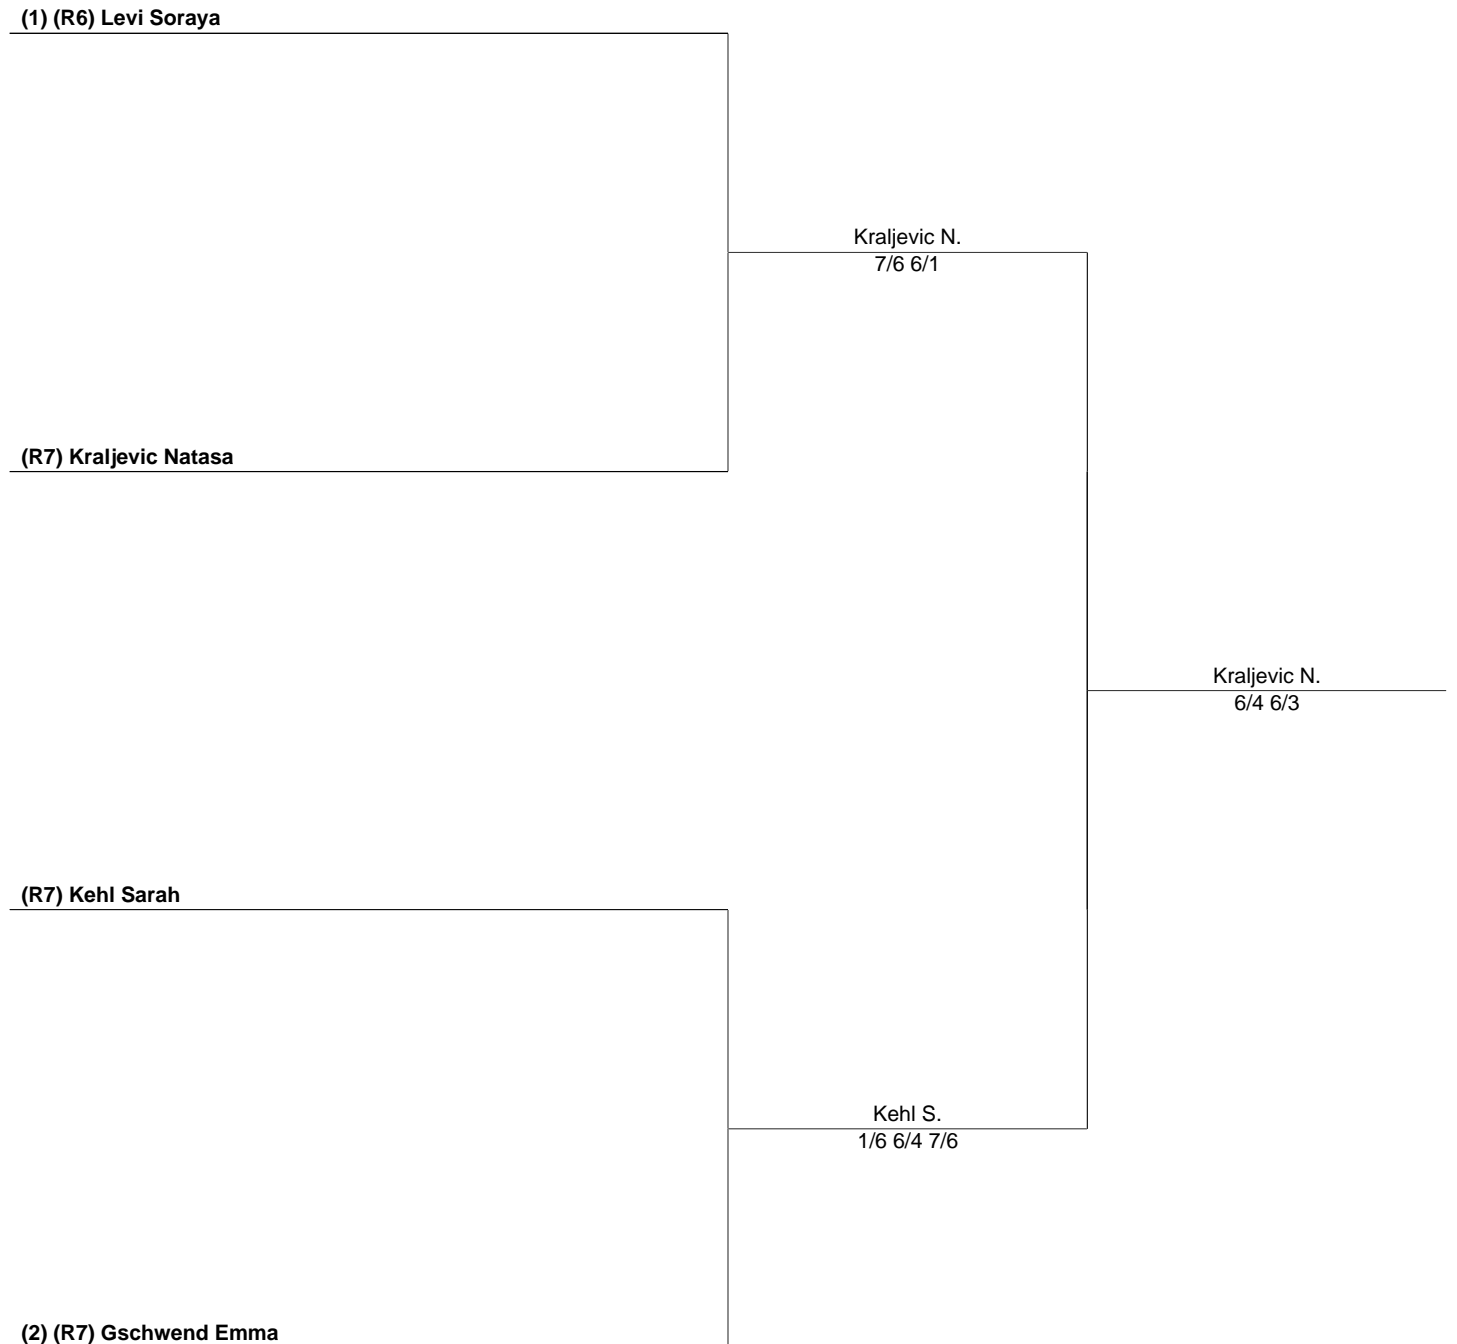 (1) (R6) Levi Soraya
Kraljevic N.
7/6 6/1
(R7) Kraljevic Natasa
Kraljevic N.
6/4 6/3
(R7) Kehl Sarah
Kehl S.
1/6 6/4 7/6
(2) (R7) Gschwend Emma